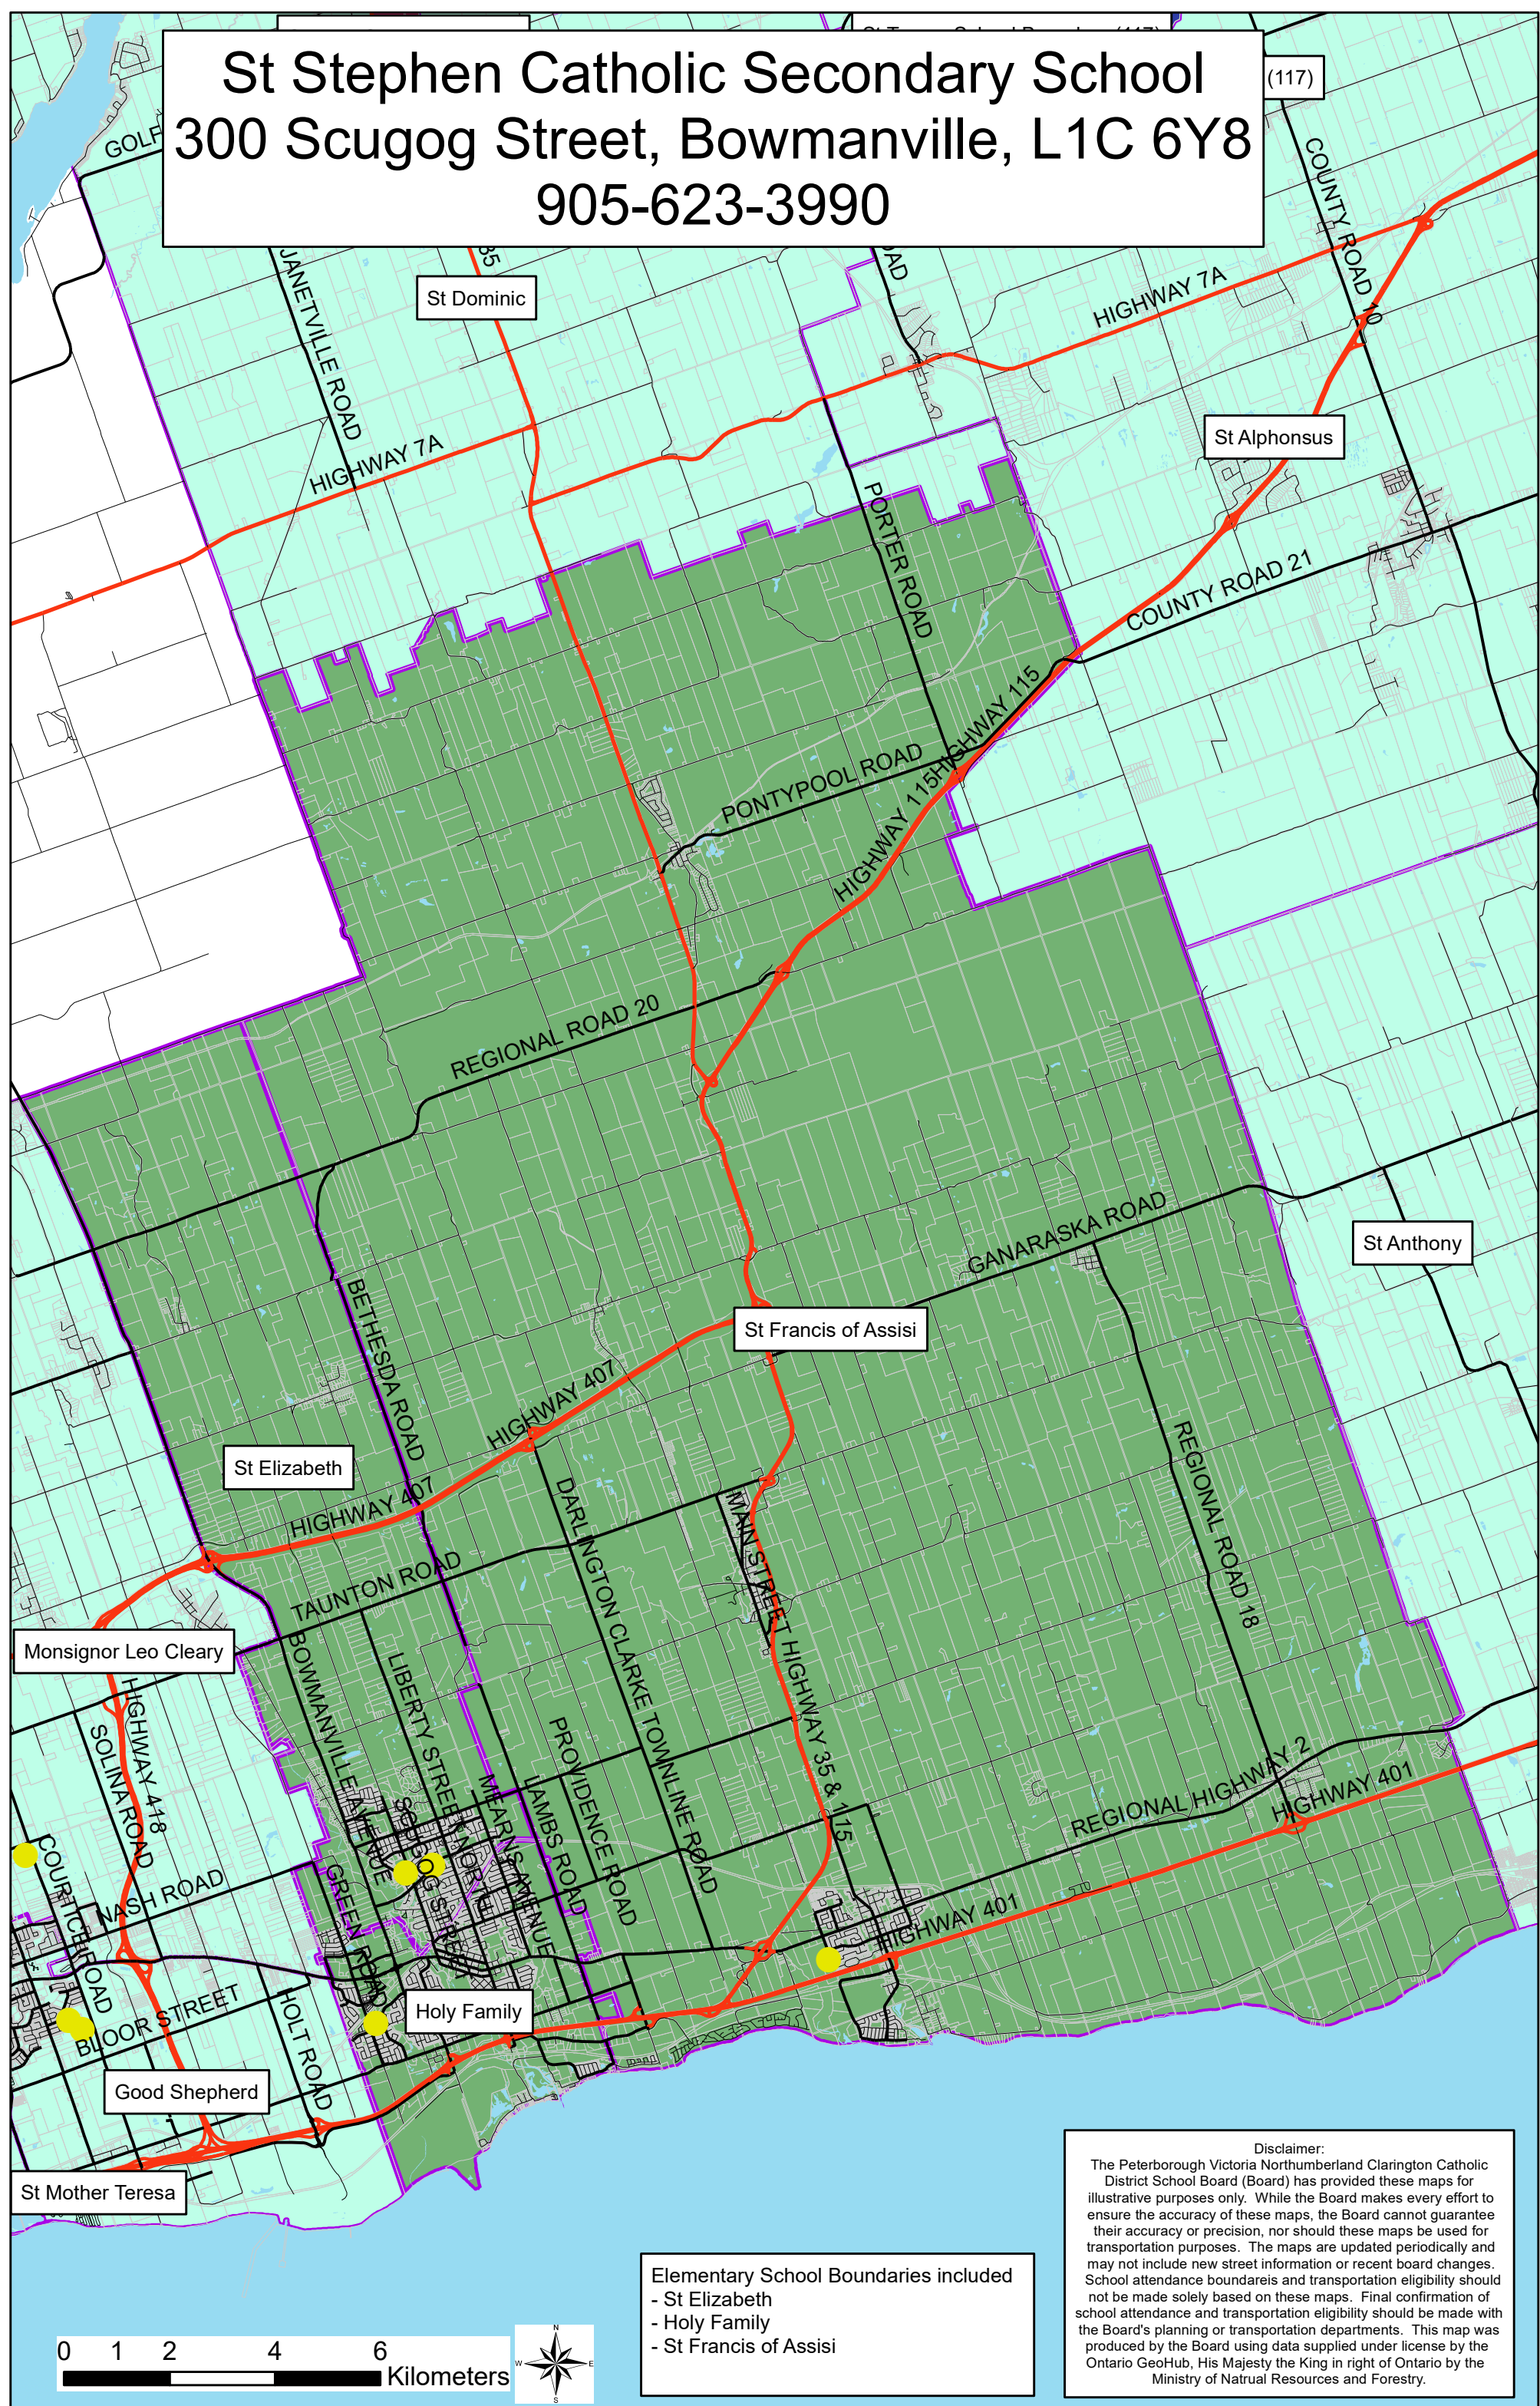 St Stephen Catholic Secondary School
300 Scugog Street, Bowmanville, L1C 6Y8
905-623-3990
(117)
GOLF
COUNTY ROAD 10
JANETVILLE ROAD
35
OAD
HIGHWAY 7A
St Dominic
HIGHWAY 7A
St Alphonsus
PORTER ROAD
COUNTY ROAD 21
HIGHWAY 115
PONTYPOOL ROAD
HIGHWAY 115
REGIONAL ROAD 20
GANARASKA ROAD
St Anthony
BETHESDA ROAD
St Francis of Assisi
HIGHWAY 407
St Elizabeth
HIGHWAY 407
REGIONAL ROAD 18
DARLINGTON CLARKE TOWNLINE ROAD
MAIN STREET
TAUNTON ROAD
Monsignor Leo Cleary
BOWMANVILLE AVENUE
LIBERTY STREET NORTH
HIGHWAY 35 & 115
HIGHWAY 418
SOLINA ROAD
PROVIDENCE ROAD
MEARNS AVENUE
LAMBS ROAD
SCUGOG STREET
REGIONAL HIGHWAY 2
HIGHWAY 401
COURTICE ROAD
NASH ROAD
GREEN ROAD
HIGHWAY 401
BLOOR STREET
HOLT ROAD
Holy Family
Good Shepherd
St Mother Teresa
Disclaimer:
The Peterborough Victoria Northumberland Clarington Catholic
District School Board (Board) has provided these maps for
illustrative purposes only. While the Board makes every effort to
ensure the accuracy of these maps, the Board cannot guarantee
their accuracy or precision, nor should these maps be used for
transportation purposes. The maps are updated periodically and
may not include new street information or recent board changes.
School attendance boundareis and transportation eligibility should
not be made solely based on these maps. Final confirmation of
school attendance and transportation eligibility should be made with
the Board's planning or transportation departments. This map was
produced by the Board using data supplied under license by the
Ontario GeoHub, His Majesty the King in right of Ontario by the
Ministry of Natrual Resources and Forestry.
Elementary School Boundaries included
- St Elizabeth
- Holy Family
- St Francis of Assisi
0 1 2 4 6
Kilometers
N
W E
S